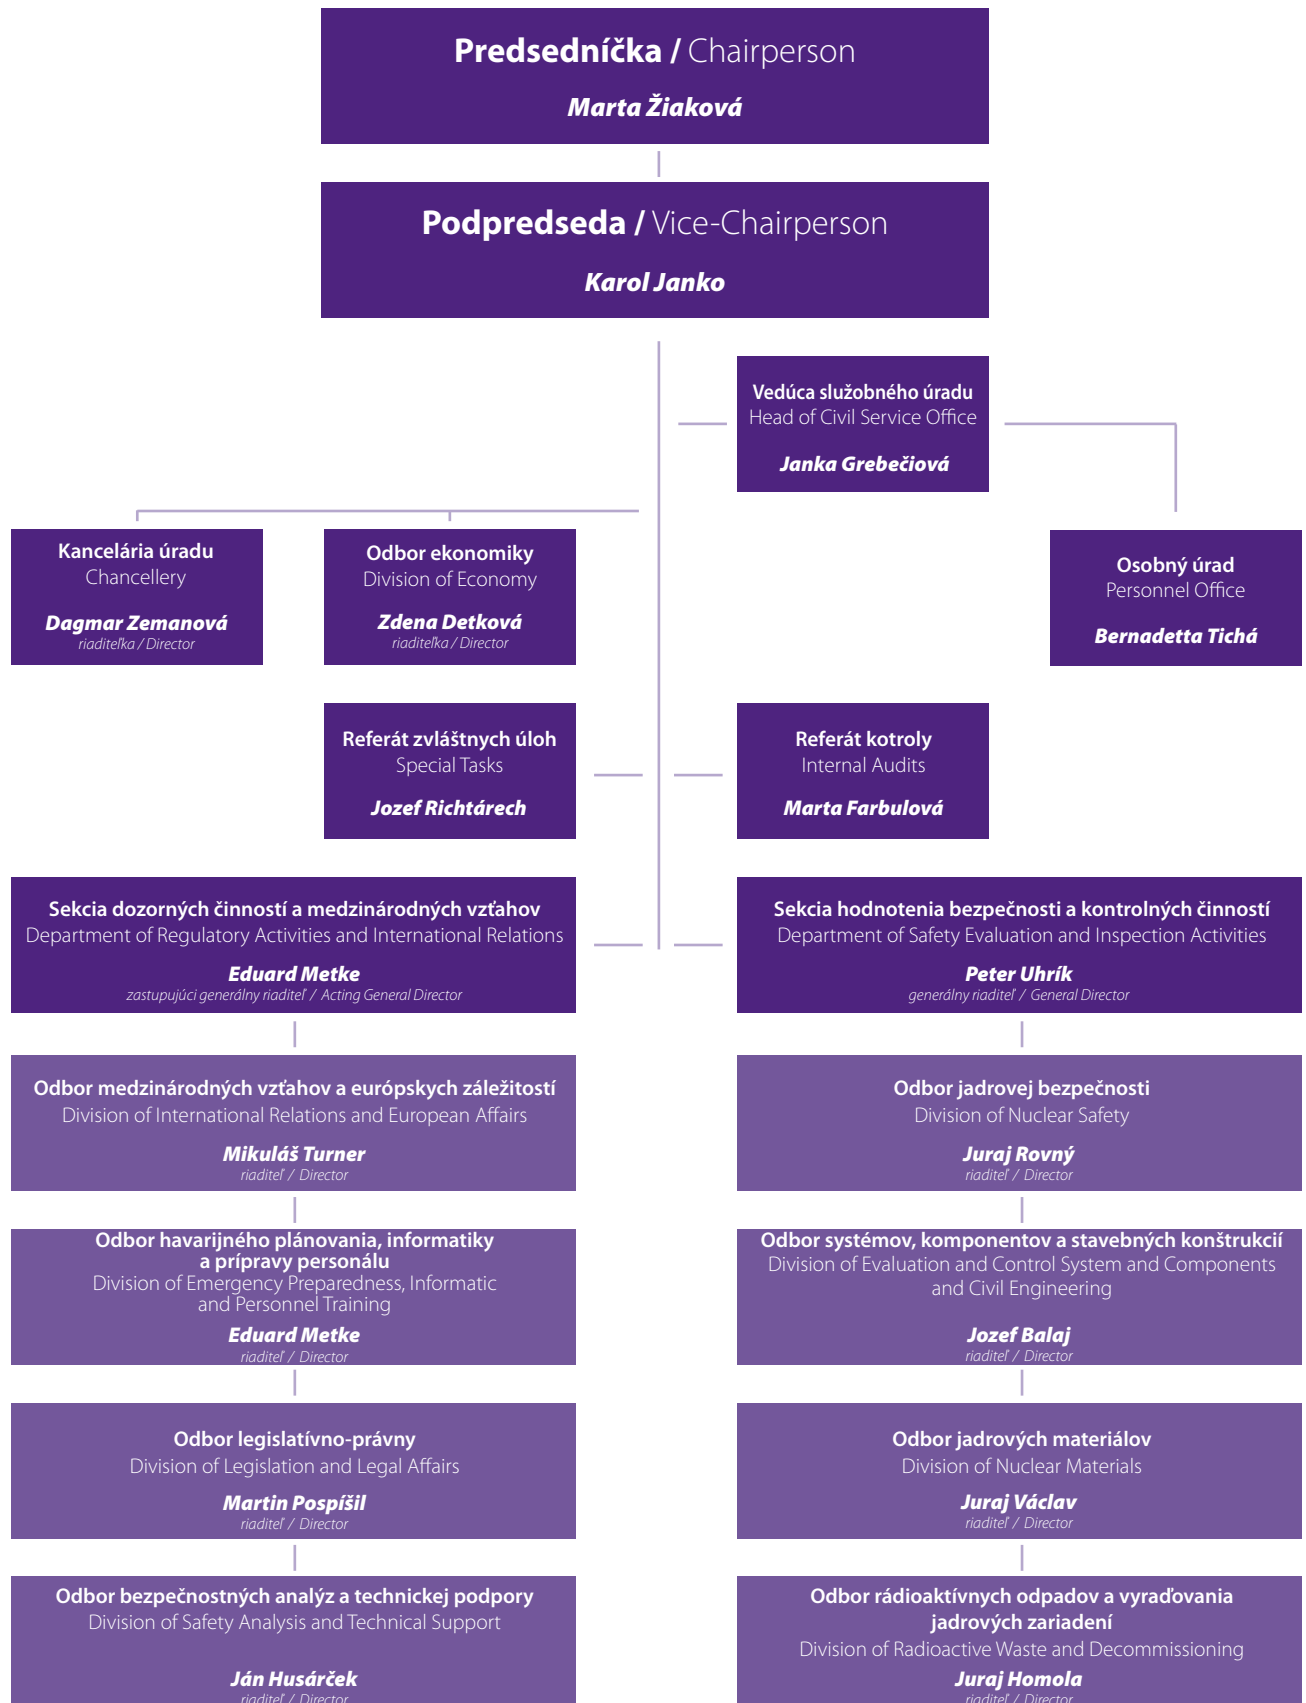 Predsedníčka / Chairperson
Marta Žiaková
Podpredseda / Vice-Chairperson
Karol Janko
Vedúca služobného úradu
Head of Civil Service Office
Janka Grebečiová
Kancelária úradu
Chancellery
Dagmar Zemanová
riaditeľka / Director
Odbor ekonomiky
Division of Economy
Zdena Detková
riaditeľka / Director
Osobný úrad
Personnel Office
Bernadetta Tichá
Referát zvláštnych úloh
Special Tasks
Jozef Richtárech
Referát kotroly
Internal Audits
Marta Farbulová
Sekcia dozorných činností a medzinárodných vzťahov
Department of Regulatory Activities and International Relations
Eduard Metke
zastupujúci generálny riaditeľ / Acting General Director
Sekcia hodnotenia bezpečnosti a kontrolných činností
Department of Safety Evaluation and Inspection Activities
Peter Uhrík
generálny riaditeľ / General Director
Odbor medzinárodných vzťahov a európskych záležitostí
Division of International Relations and European Affairs
Mikuláš Turner
riaditeľ / Director
Odbor jadrovej bezpečnosti
Division of Nuclear Safety
Juraj Rovný
riaditeľ / Director
Odbor havarijného plánovania, informatiky
a prípravy personálu
Division of Emergency Preparedness, Informatic
and Personnel Training
Eduard Metke
riaditeľ / Director
Odbor systémov, komponentov a stavebných konštrukcií
Division of Evaluation and Control System and Components
and Civil Engineering
Jozef Balaj
riaditeľ / Director
Odbor legislatívno-právny
Division of Legislation and Legal Affairs
Martin Pospíšil
riaditeľ / Director
Odbor jadrových materiálov
Division of Nuclear Materials
Juraj Václav
riaditeľ / Director
Odbor bezpečnostných analýz a technickej podpory
Division of Safety Analysis and Technical Support
Ján Husárček
riaditeľ / Director
Odbor rádioaktívnych odpadov a vyraďovania
jadrových zariadení
Division of Radioactive Waste and Decommissioning
Juraj Homola
riaditeľ / Director